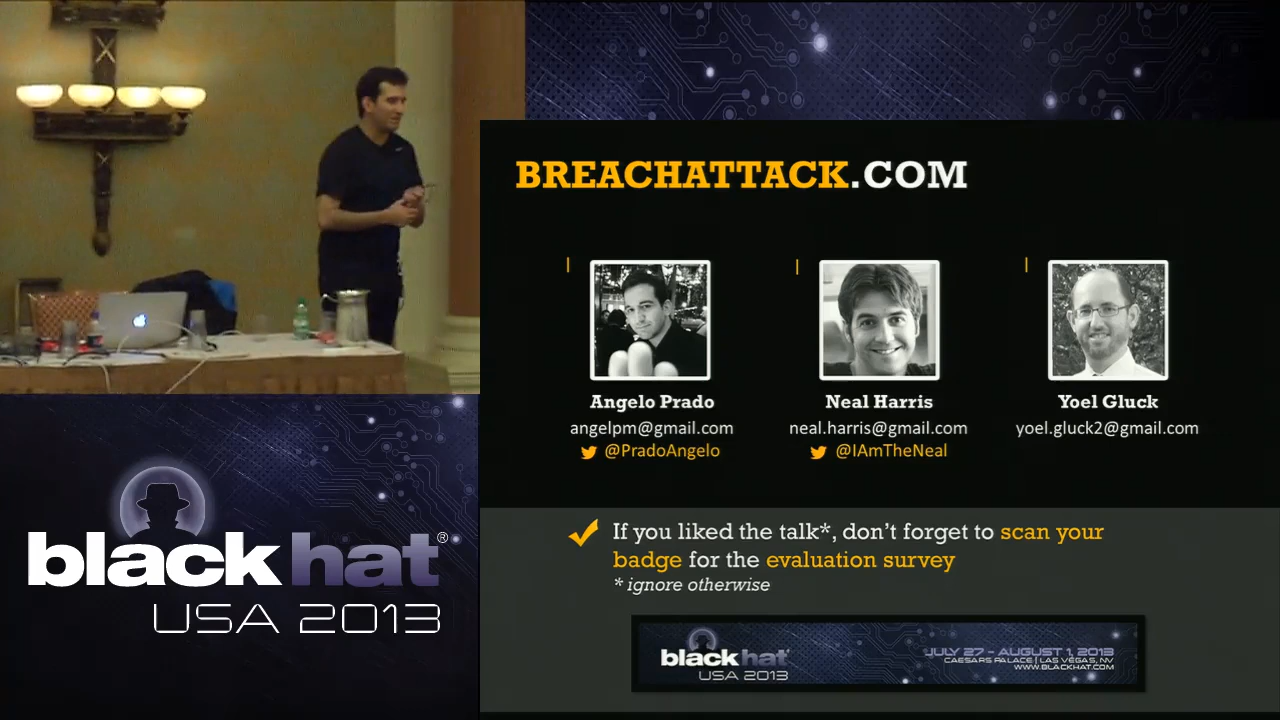 BREACHATTACK.COM
Angelo Prado
angelpm@gmail.com
@PradoAngelo
Neal Harris
neal.harris@gmail.com
@IAmTheNeal
Yoel Gluck
yoel.gluck2@gmail.com
If you liked the talk*, don't forget to scan your
badge for the evaluation survey
* ignore otherwise
black hat
USA 2013
JULY 27 - AUGUST 1, 2013
CAESARS PALACE | LAS VEGAS, NV
WWW.BLACKHAT.COM
black hat®
USA 2013